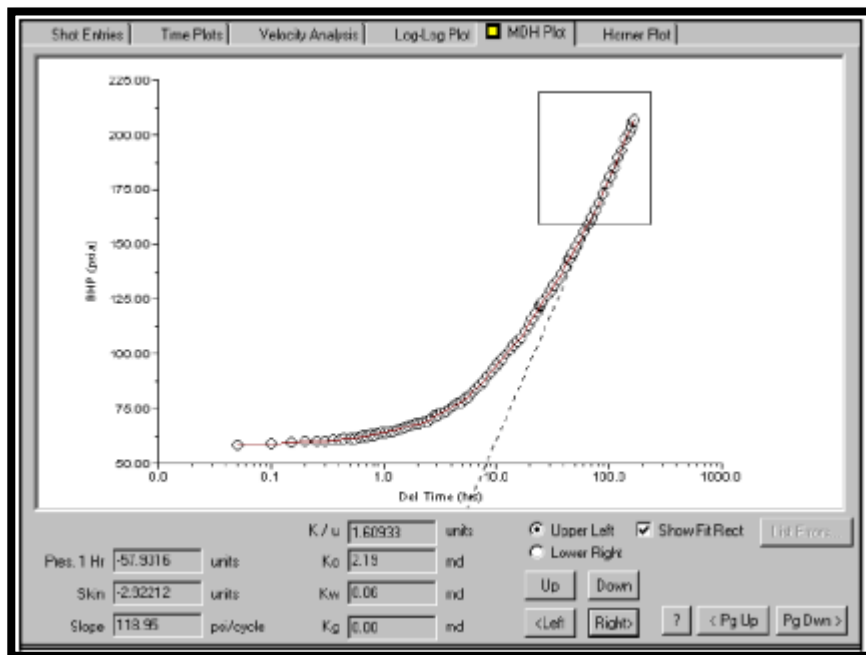 Shot Entries Time Plots Velocity Analysis Log-Log Plot MDH Plot Horner Plot
225.00
200.00
175.00
150.00
125.00
100.00
75.00
50.00
BHP (psia)
0.0 0.1 1.0 10.0 100.0 1000.0
Del Time (hrs)
K / u 1.60933 units
Upper Left Show Fit Rect List Errors...
Lower Right
Pres. 1 Hr -57.9316 units Ko 2.19 md
Skin -2.92212 units Kw 0.06 md
Up Down
Slope 118.95 psi/cycle Kg 0.00 md
<Left Right> ? < Pg Up Pg Dwn >